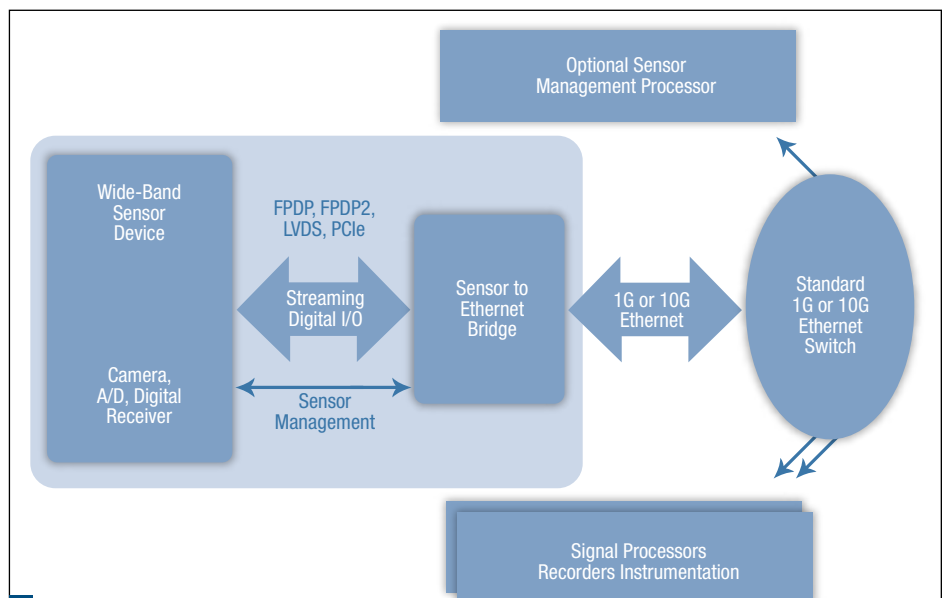 Optional Sensor
Management Processor
Wide-Band
Sensor
Device
Camera,
A/D, Digital
Receiver
FPDP, FPDP2,
LVDS, PCIe
Streaming
Digital I/O
Sensor
Management
Sensor to
Ethernet
Bridge
1G or 10G
Ethernet
Standard
1G or 10G
Ethernet
Switch
Signal Processors
Recorders Instrumentation